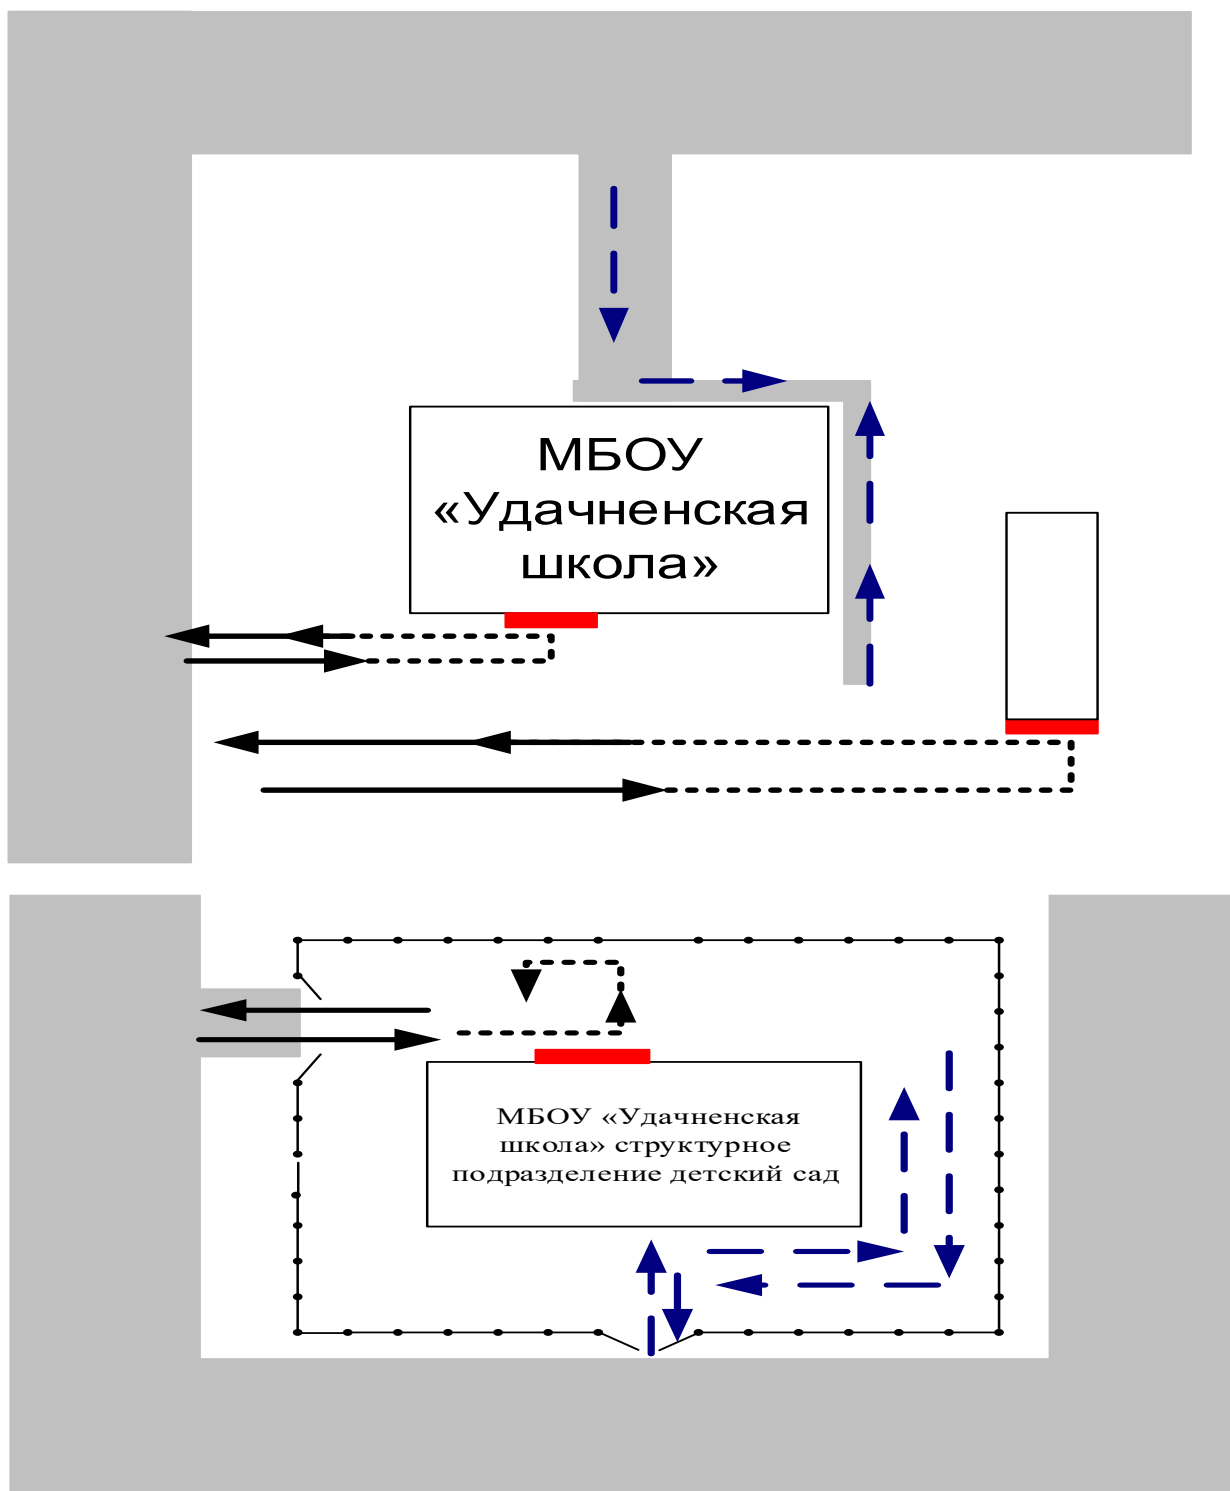 МБОУ
«Удачненская
школа»
МБОУ «Удачненская
школа» структурное
подразделение детский сад